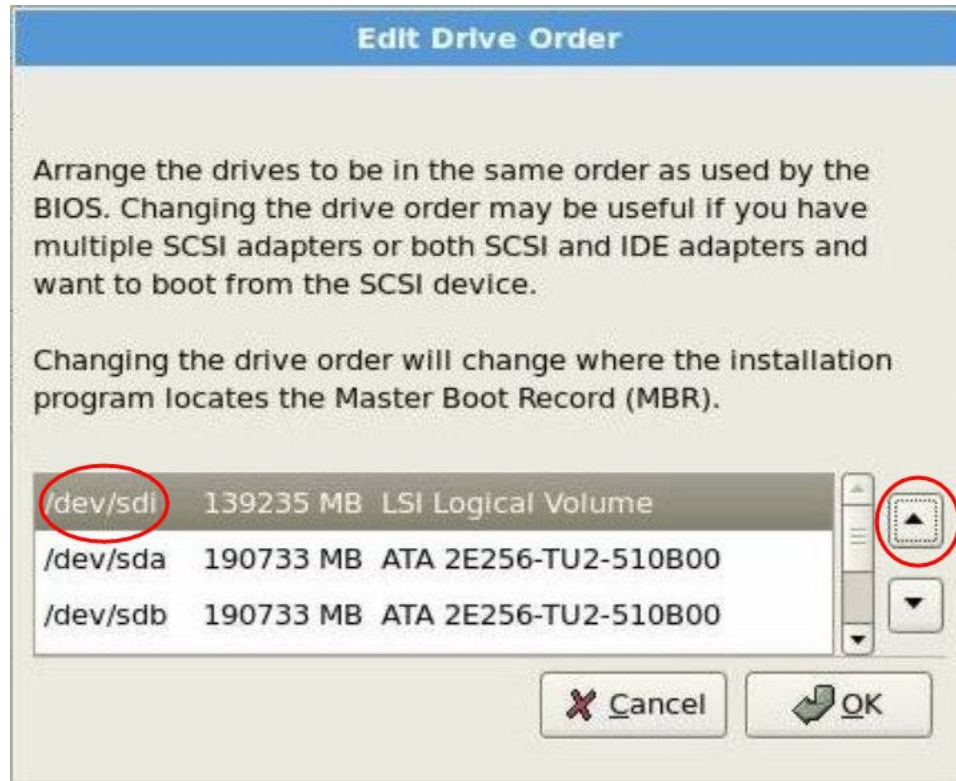 Edit Drive Order
Arrange the drives to be in the same order as used by the
BIOS. Changing the drive order may be useful if you have
multiple SCSI adapters or both SCSI and IDE adapters and
want to boot from the SCSI device.
Changing the drive order will change where the installation
program locates the Master Boot Record (MBR).
/dev/sdi 139235 MB LSI Logical Volume
/dev/sda 190733 MB ATA 2E256-TU2-510B00
/dev/sdb 190733 MB ATA 2E256-TU2-510B00
Cancel OK